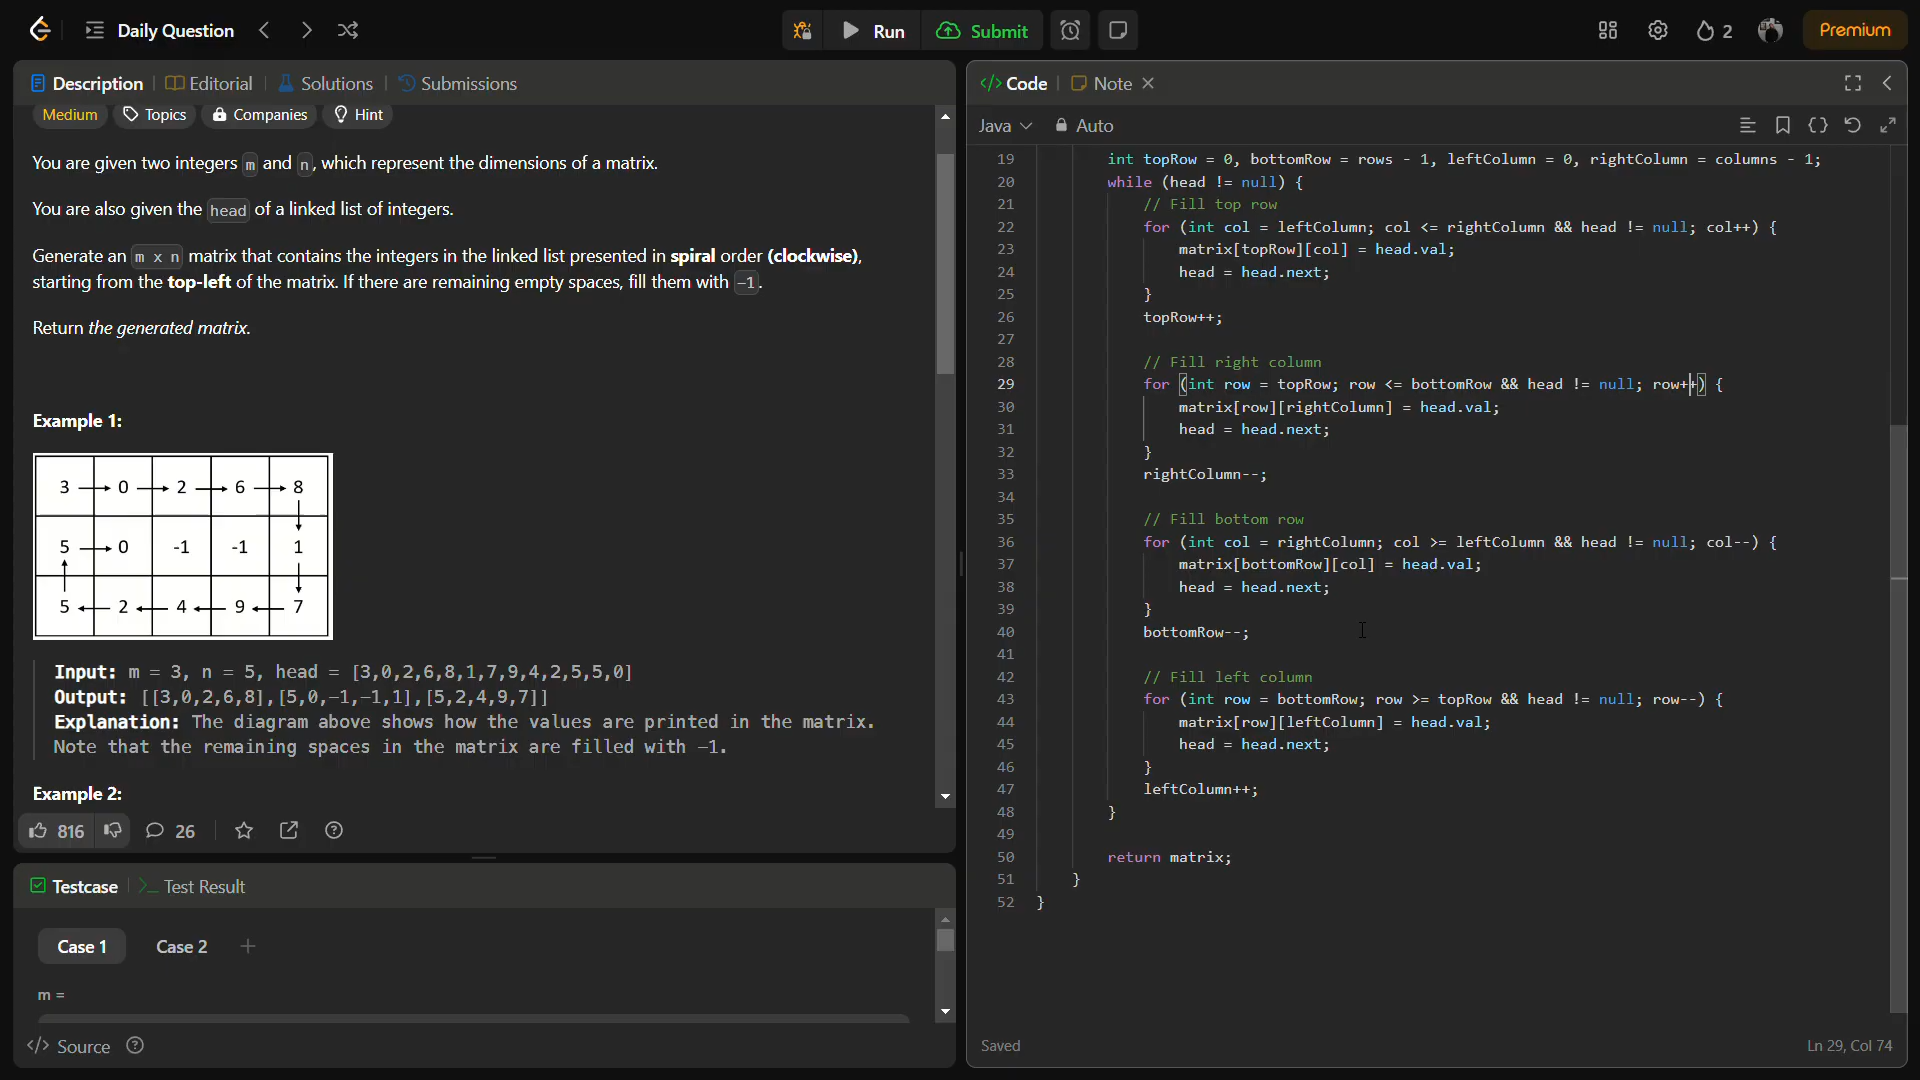 Daily Question
Run
Submit
2
Premium
Description
Editorial
Solutions
Submissions
Medium
Topics
Companies
Hint
You are given two integers m and n, which represent the dimensions of a matrix.
You are also given the head of a linked list of integers.
Generate an m x n matrix that contains the integers in the linked list presented in spiral order (clockwise),
starting from the top-left of the matrix. If there are remaining empty spaces, fill them with -1.
Return the generated matrix.
Example 1:
3 0 2 6 8
5 0 -1 -1 1
5 2 4 9 7
Input: m = 3, n = 5, head = [3,0,2,6,8,1,7,9,4,2,5,5,0]
Output: [[3,0,2,6,8],[5,0,-1,-1,1],[5,2,4,9,7]]
Explanation: The diagram above shows how the values are printed in the matrix.
Note that the remaining spaces in the matrix are filled with -1.
Example 2:
816
26
Testcase
Test Result
Case 1
Case 2
m =
Source
</> Code
Note
Java
Auto
19 int topRow = 0, bottomRow = rows - 1, leftColumn = 0, rightColumn = columns - 1;
20 while (head != null) {
21 // Fill top row
22 for (int col = leftColumn; col <= rightColumn && head != null; col++) {
23 matrix[topRow][col] = head.val;
24 head = head.next;
25 }
26 topRow++;
27
28 // Fill right column
29 for (int row = topRow; row <= bottomRow && head != null; row++) {
30 matrix[row][rightColumn] = head.val;
31 head = head.next;
32 }
33 rightColumn--;
34
35 // Fill bottom row
36 for (int col = rightColumn; col >= leftColumn && head != null; col--) {
37 matrix[bottomRow][col] = head.val;
38 head = head.next;
39 }
40 bottomRow--;
41
42 // Fill left column
43 for (int row = bottomRow; row >= topRow && head != null; row--) {
44 matrix[row][leftColumn] = head.val;
45 head = head.next;
46 }
47 leftColumn++;
48 }
49
50 return matrix;
51 }
52 }
Saved
Ln 29, Col 74